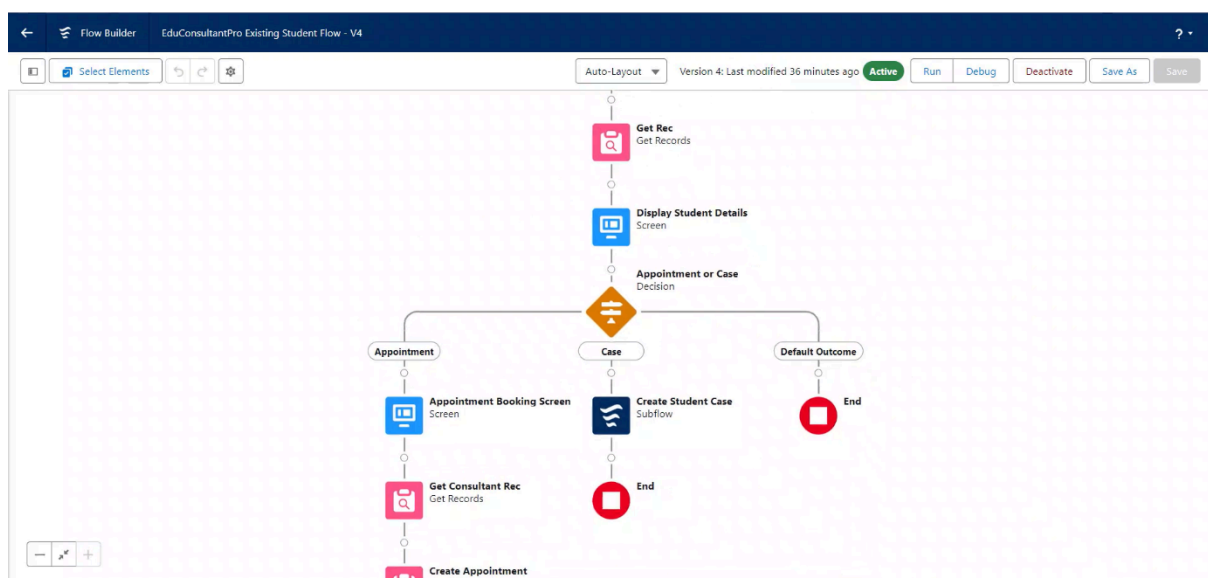 Flow Builder
EduConsultantPro Existing Student Flow - V4
?
Select Elements
Auto-Layout
Version 4: Last modified 36 minutes ago
Active
Run
Debug
Deactivate
Save As
Save
Get Rec
Get Records
Display Student Details
Screen
Appointment or Case
Decision
Appointment
Case
Default Outcome
Appointment Booking Screen
Screen
Create Student Case
Subflow
End
Get Consultant Rec
Get Records
End
Create Appointment